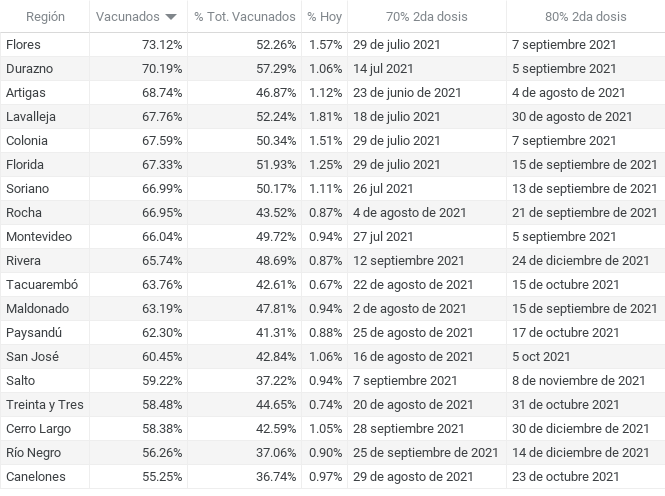 Región Vacunados % Tot. Vacunados % Hoy 70% 2da dosis 80% 2da dosis
Flores 73.12% 52.26% 1.57% 29 de julio 2021 7 septiembre 2021
Durazno 70.19% 57.29% 1.06% 14 jul 2021 5 septiembre 2021
Artigas 68.74% 46.87% 1.12% 23 de junio de 2021 4 de agosto de 2021
Lavalleja 67.76% 52.24% 1.81% 18 de julio 2021 30 de agosto de 2021
Colonia 67.59% 50.34% 1.51% 29 de julio 2021 7 septiembre 2021
Florida 67.33% 51.93% 1.25% 29 de julio 2021 15 de septiembre de 2021
Soriano 66.99% 50.17% 1.11% 26 jul 2021 13 de septiembre de 2021
Rocha 66.95% 43.52% 0.87% 4 de agosto de 2021 21 de septiembre de 2021
Montevideo 66.04% 49.72% 0.94% 27 jul 2021 5 septiembre 2021
Rivera 65.74% 48.69% 0.87% 12 septiembre 2021 24 de diciembre de 2021
Tacuarembó 63.76% 42.61% 0.67% 22 de agosto de 2021 15 de octubre 2021
Maldonado 63.19% 47.81% 0.94% 2 de agosto de 2021 15 de septiembre de 2021
Paysandú 62.30% 41.31% 0.88% 25 de agosto de 2021 17 de octubre 2021
San José 60.45% 42.84% 1.06% 16 de agosto de 2021 5 oct 2021
Salto 59.22% 37.22% 0.94% 7 septiembre 2021 8 de noviembre de 2021
Treinta y Tres 58.48% 44.65% 0.74% 20 de agosto de 2021 31 de octubre 2021
Cerro Largo 58.38% 42.59% 1.05% 28 septiembre 2021 30 de diciembre de 2021
Río Negro 56.26% 37.06% 0.90% 25 de septiembre de 2021 14 de diciembre de 2021
Canelones 55.25% 36.74% 0.97% 29 de agosto de 2021 23 de octubre 2021